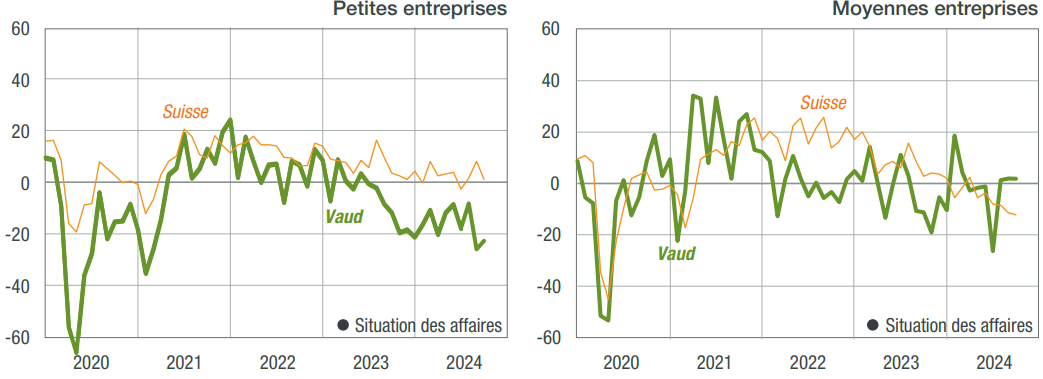 Petites entreprises
60
40
20
0
-20
-40
-60
Suisse
Vaud
Situation des affaires
2020 2021 2022 2023 2024
Moyennes entreprises
60
40
20
0
-20
-40
-60
Suisse
Vaud
Situation des affaires
2020 2021 2022 2023 2024